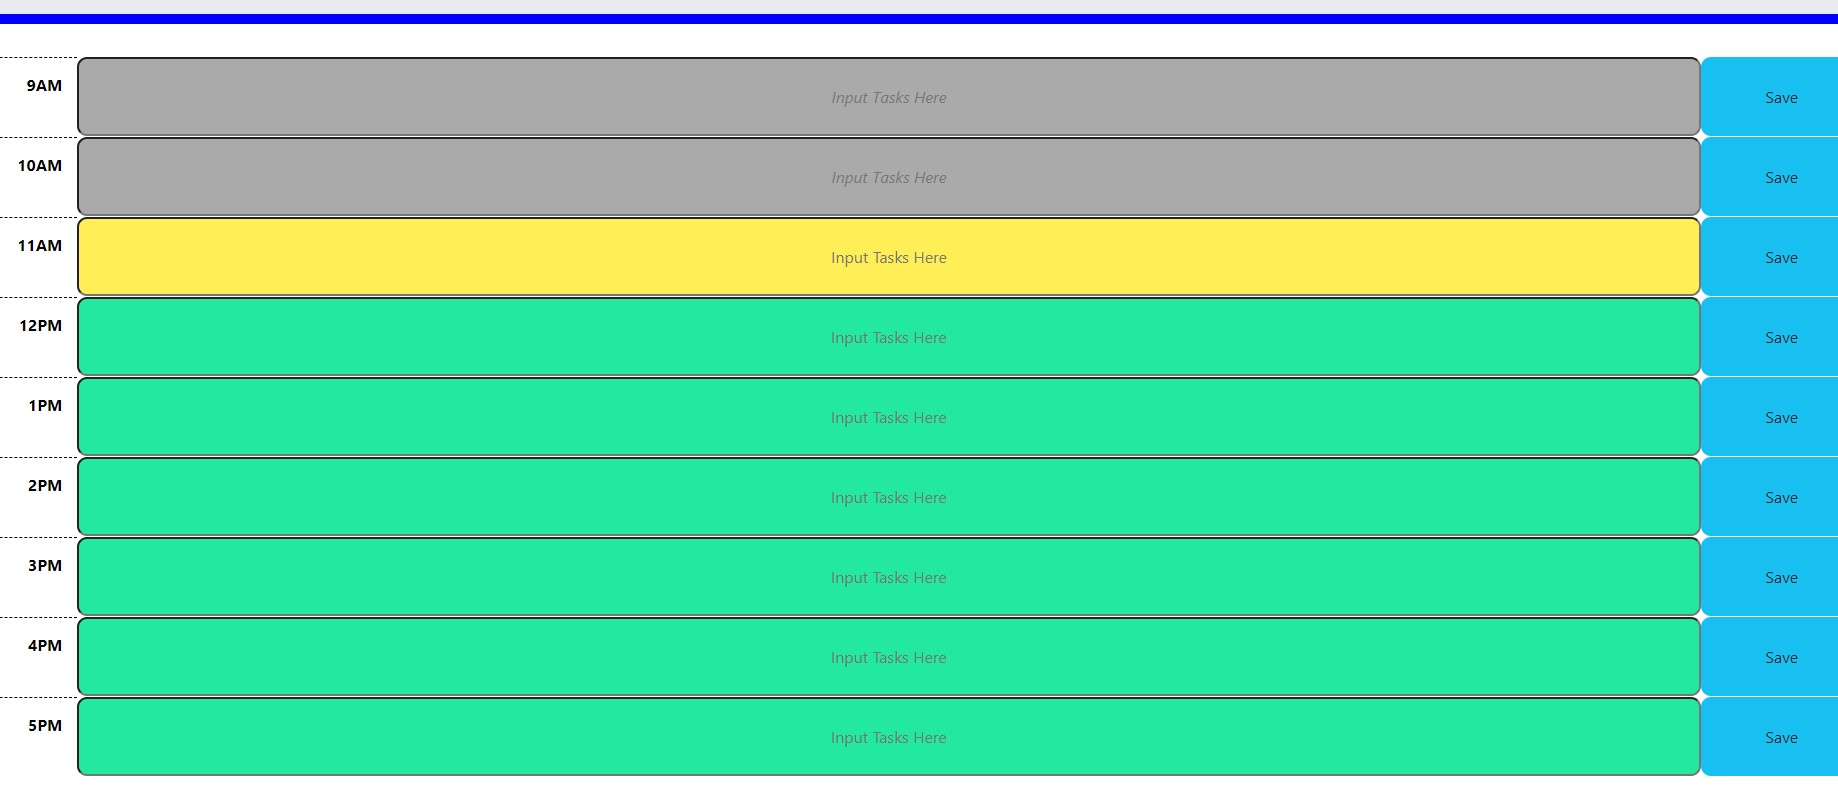 9AM Input Tasks Here Save
10AM Input Tasks Here Save
11AM Input Tasks Here Save
12PM Input Tasks Here Save
1PM Input Tasks Here Save
2PM Input Tasks Here Save
3PM Input Tasks Here Save
4PM Input Tasks Here Save
5PM Input Tasks Here Save